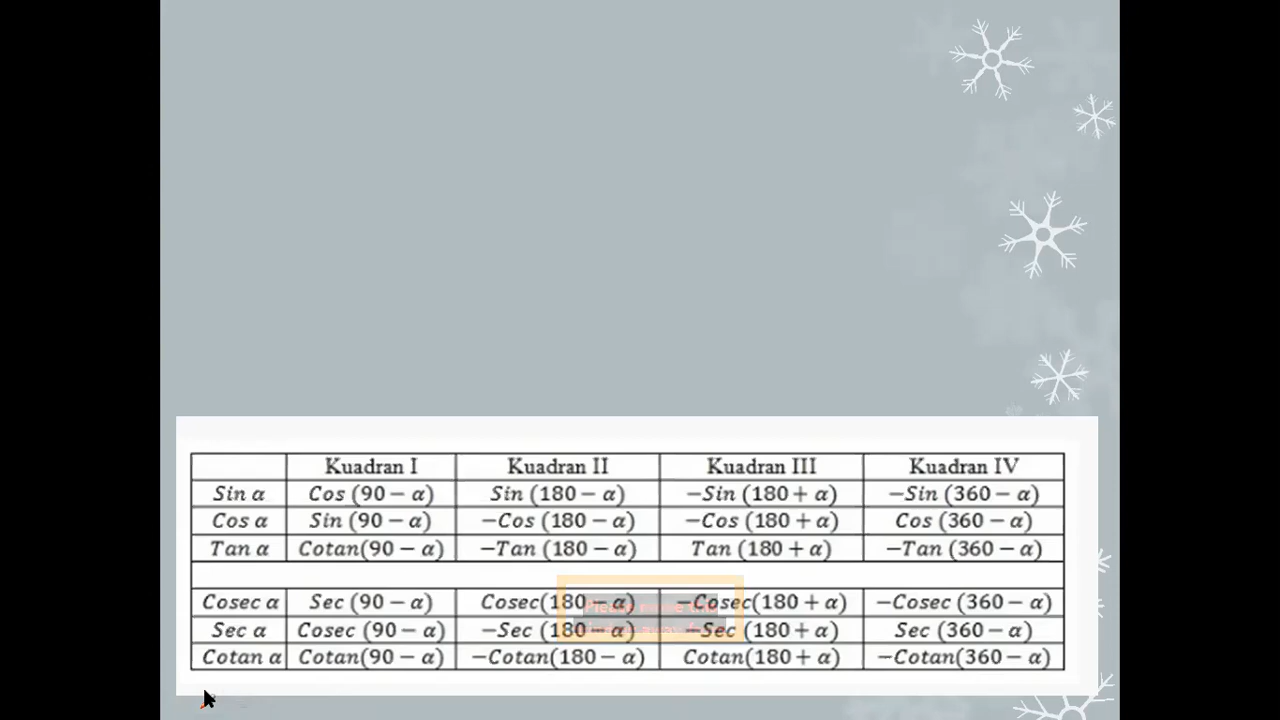 Kuadran I Kuadran II Kuadran III Kuadran IV
Sin α Cos (90 − α) Sin (180 − α) −Sin (180 + α) −Sin (360 − α)
Cos α Sin (90 − α) −Cos (180 − α) −Cos (180 + α) Cos (360 − α)
Tan α Cotan(90 − α) −Tan (180 − α) Tan (180 + α) −Tan (360 − α)
Cosec α Sec (90 − α) Cosec(180 − α) −Cosec(180 + α) −Cosec (360 − α)
Sec α Cosec (90 − α) −Sec (180 − α) −Sec (180 + α) Sec (360 − α)
Cotan α Cotan(90 − α) −Cotan(180 − α) Cotan(180 + α) −Cotan(360 − α)